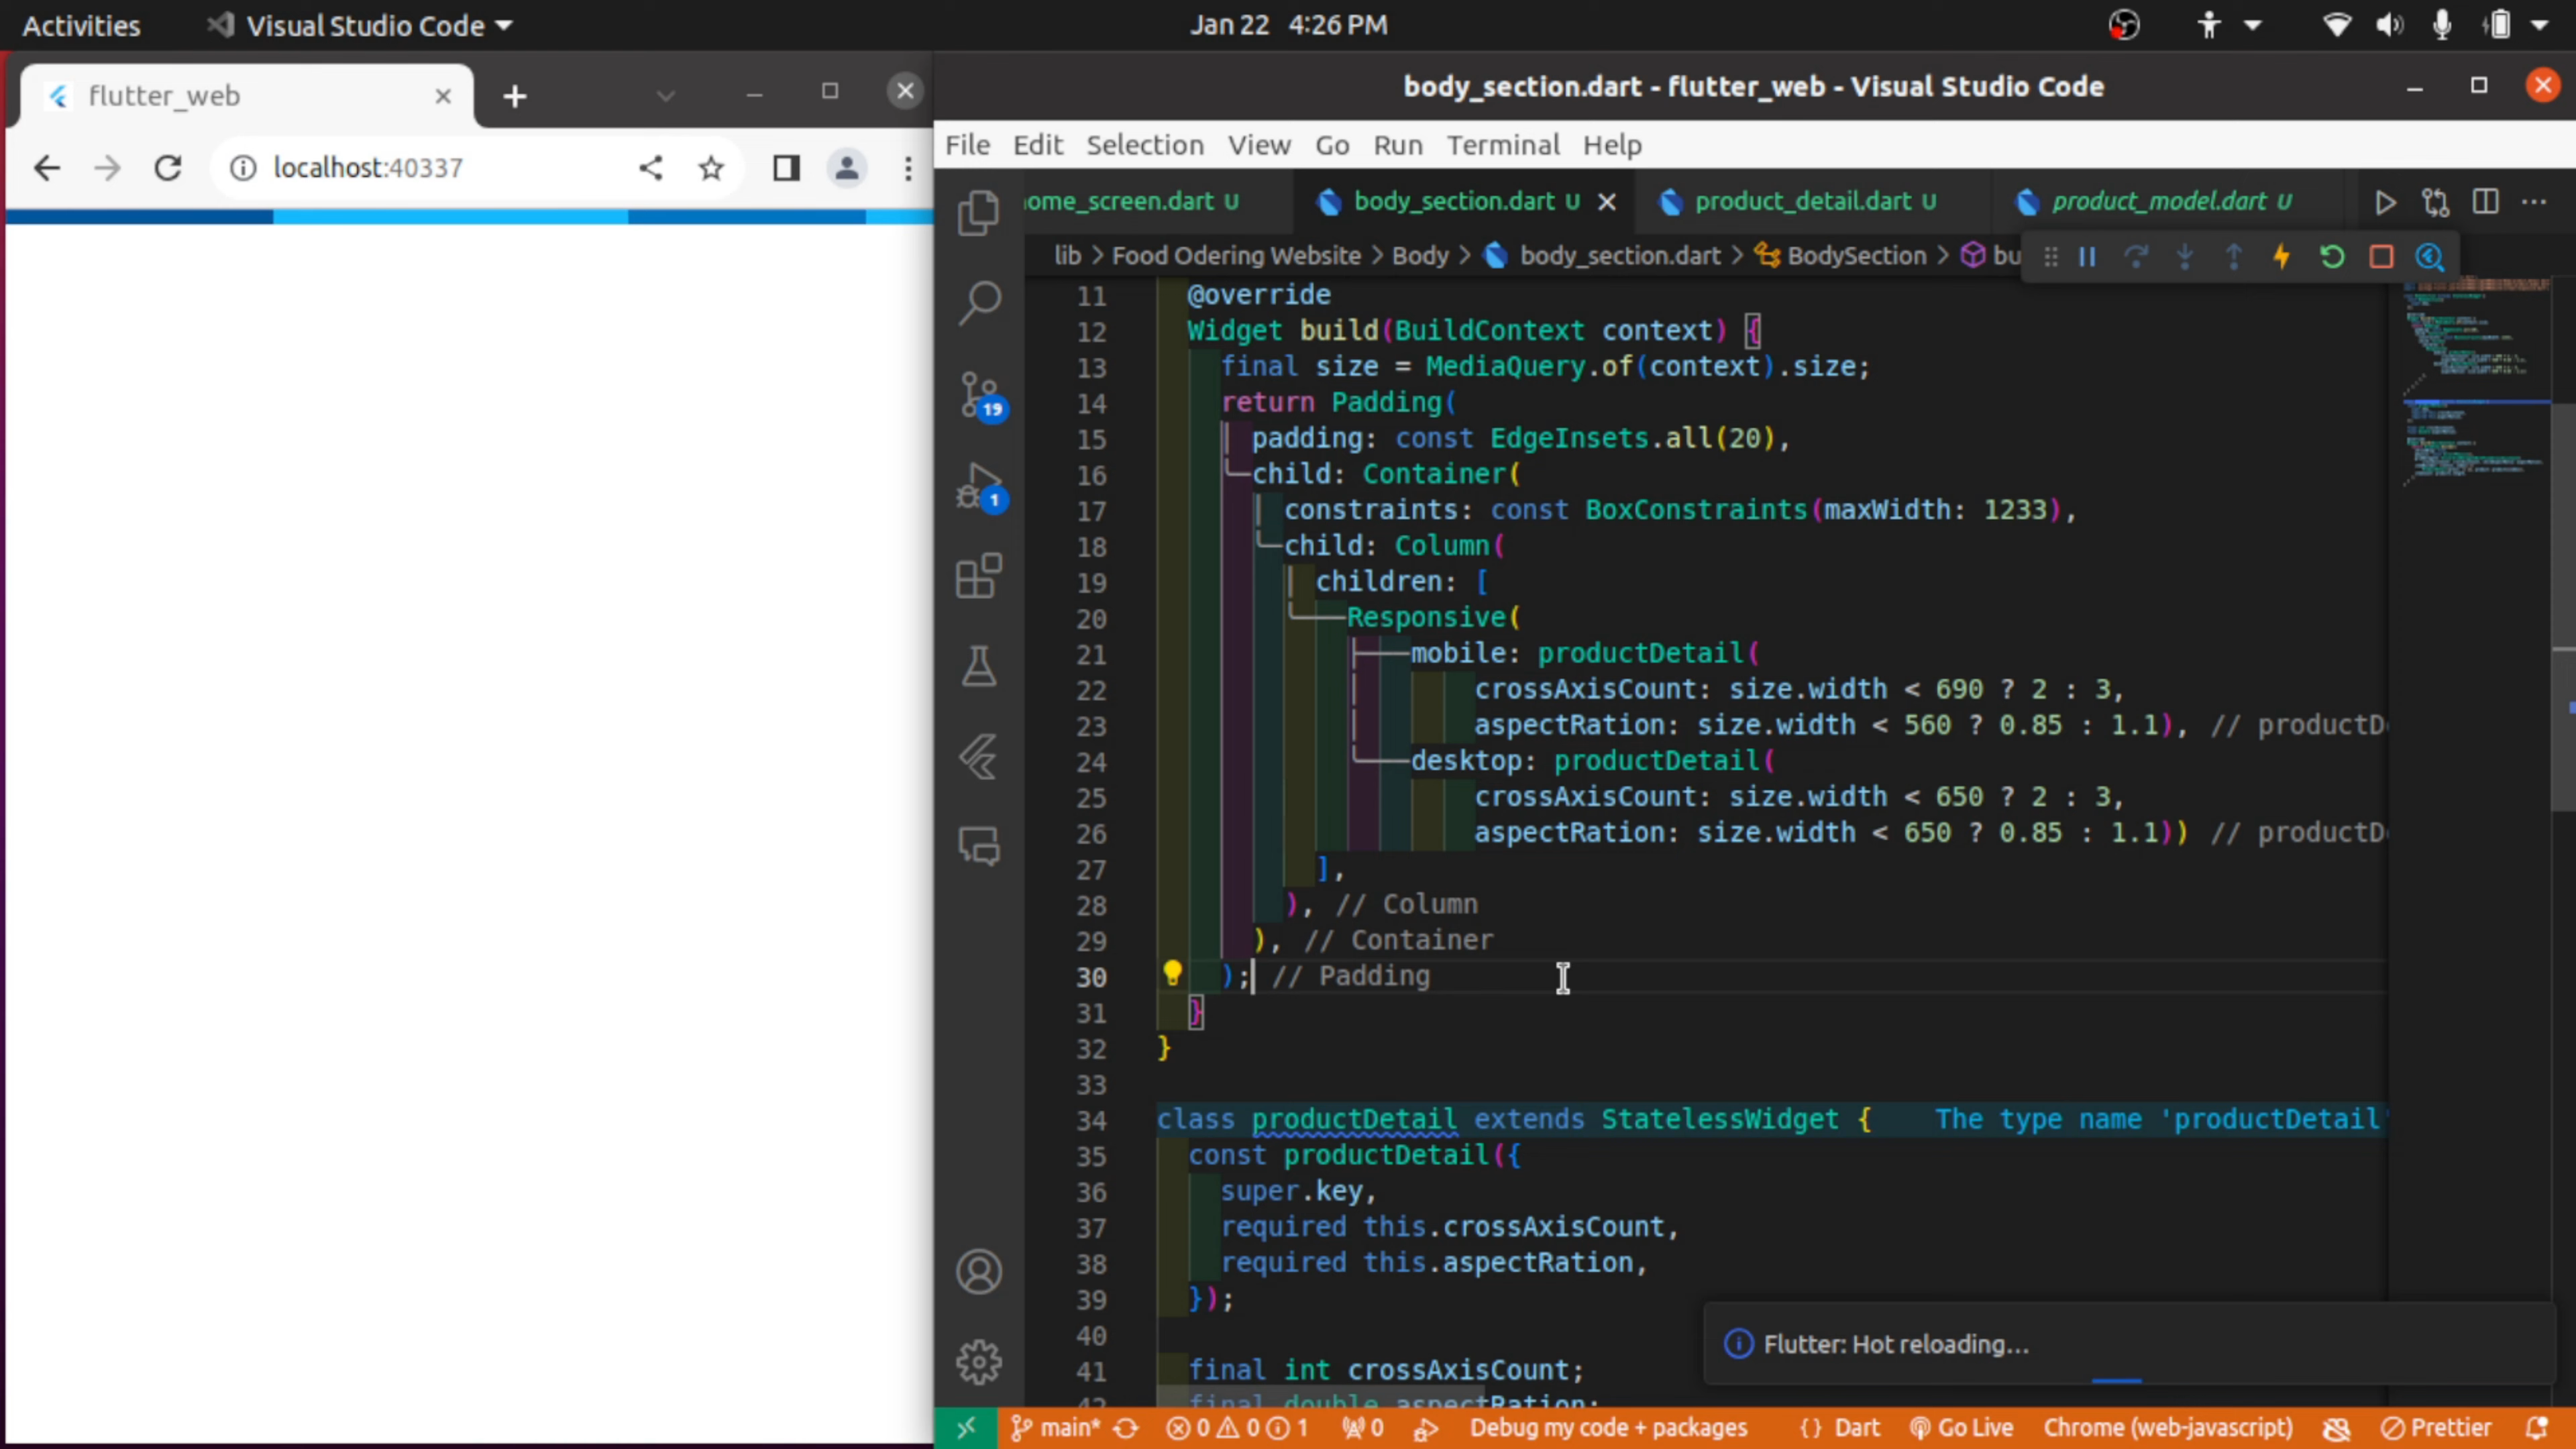 Activities
Visual Studio Code
Jan 22 4:26 PM
flutter_web
localhost:40337
body_section.dart - flutter_web - Visual Studio Code
File Edit Selection View Go Run Terminal Help
ome_screen.dart U
body_section.dart U
product_detail.dart U
product_model.dart U
lib > Food Odering Website > Body > body_section.dart > BodySection > bu
19
1
11 @override
12 Widget build(BuildContext context) {
13 final size = MediaQuery.of(context).size;
14 return Padding(
15 padding: const EdgeInsets.all(20),
16 child: Container(
17 constraints: const BoxConstraints(maxWidth: 1233),
18 child: Column(
19 children: [
20 Responsive(
21 mobile: productDetail(
22 crossAxisCount: size.width < 690 ? 2 : 3,
23 aspectRation: size.width < 560 ? 0.85 : 1.1), // productD
24 desktop: productDetail(
25 crossAxisCount: size.width < 650 ? 2 : 3,
26 aspectRation: size.width < 650 ? 0.85 : 1.1)) // productD
27 ],
28 ), // Column
29 ), // Container
30 ); // Padding
31 }
32 }
33
34 class productDetail extends StatelessWidget { The type name 'productDetail'
35 const productDetail({
36 super.key,
37 required this.crossAxisCount,
38 required this.aspectRation,
39 });
40
41 final int crossAxisCount;
42 final double aspectRation;
Flutter: Hot reloading...
main* 0 0 1 0 Debug my code + packages {} Dart Go Live Chrome (web-javascript) Prettier